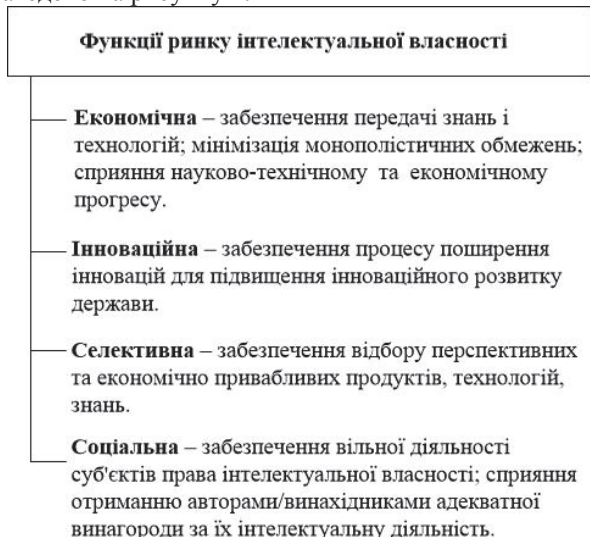 Функції ринку інтелектуальної власності
Економічна – забезпечення передачі знань і
технологій; мінімізація монополістичних обмежень;
сприяння науково-технічному та економічному
прогресу.
Інноваційна – забезпечення процесу поширення
інновацій для підвищення інноваційного розвитку
держави.
Селективна – забезпечення відбору перспективних
та економічно привабливих продуктів, технологій,
знань.
Соціальна – забезпечення вільної діяльності
суб'єктів права інтелектуальної власності; сприяння
отриманню авторами/винахідниками адекватної
винагороди за їх інтелектуальну діяльність.